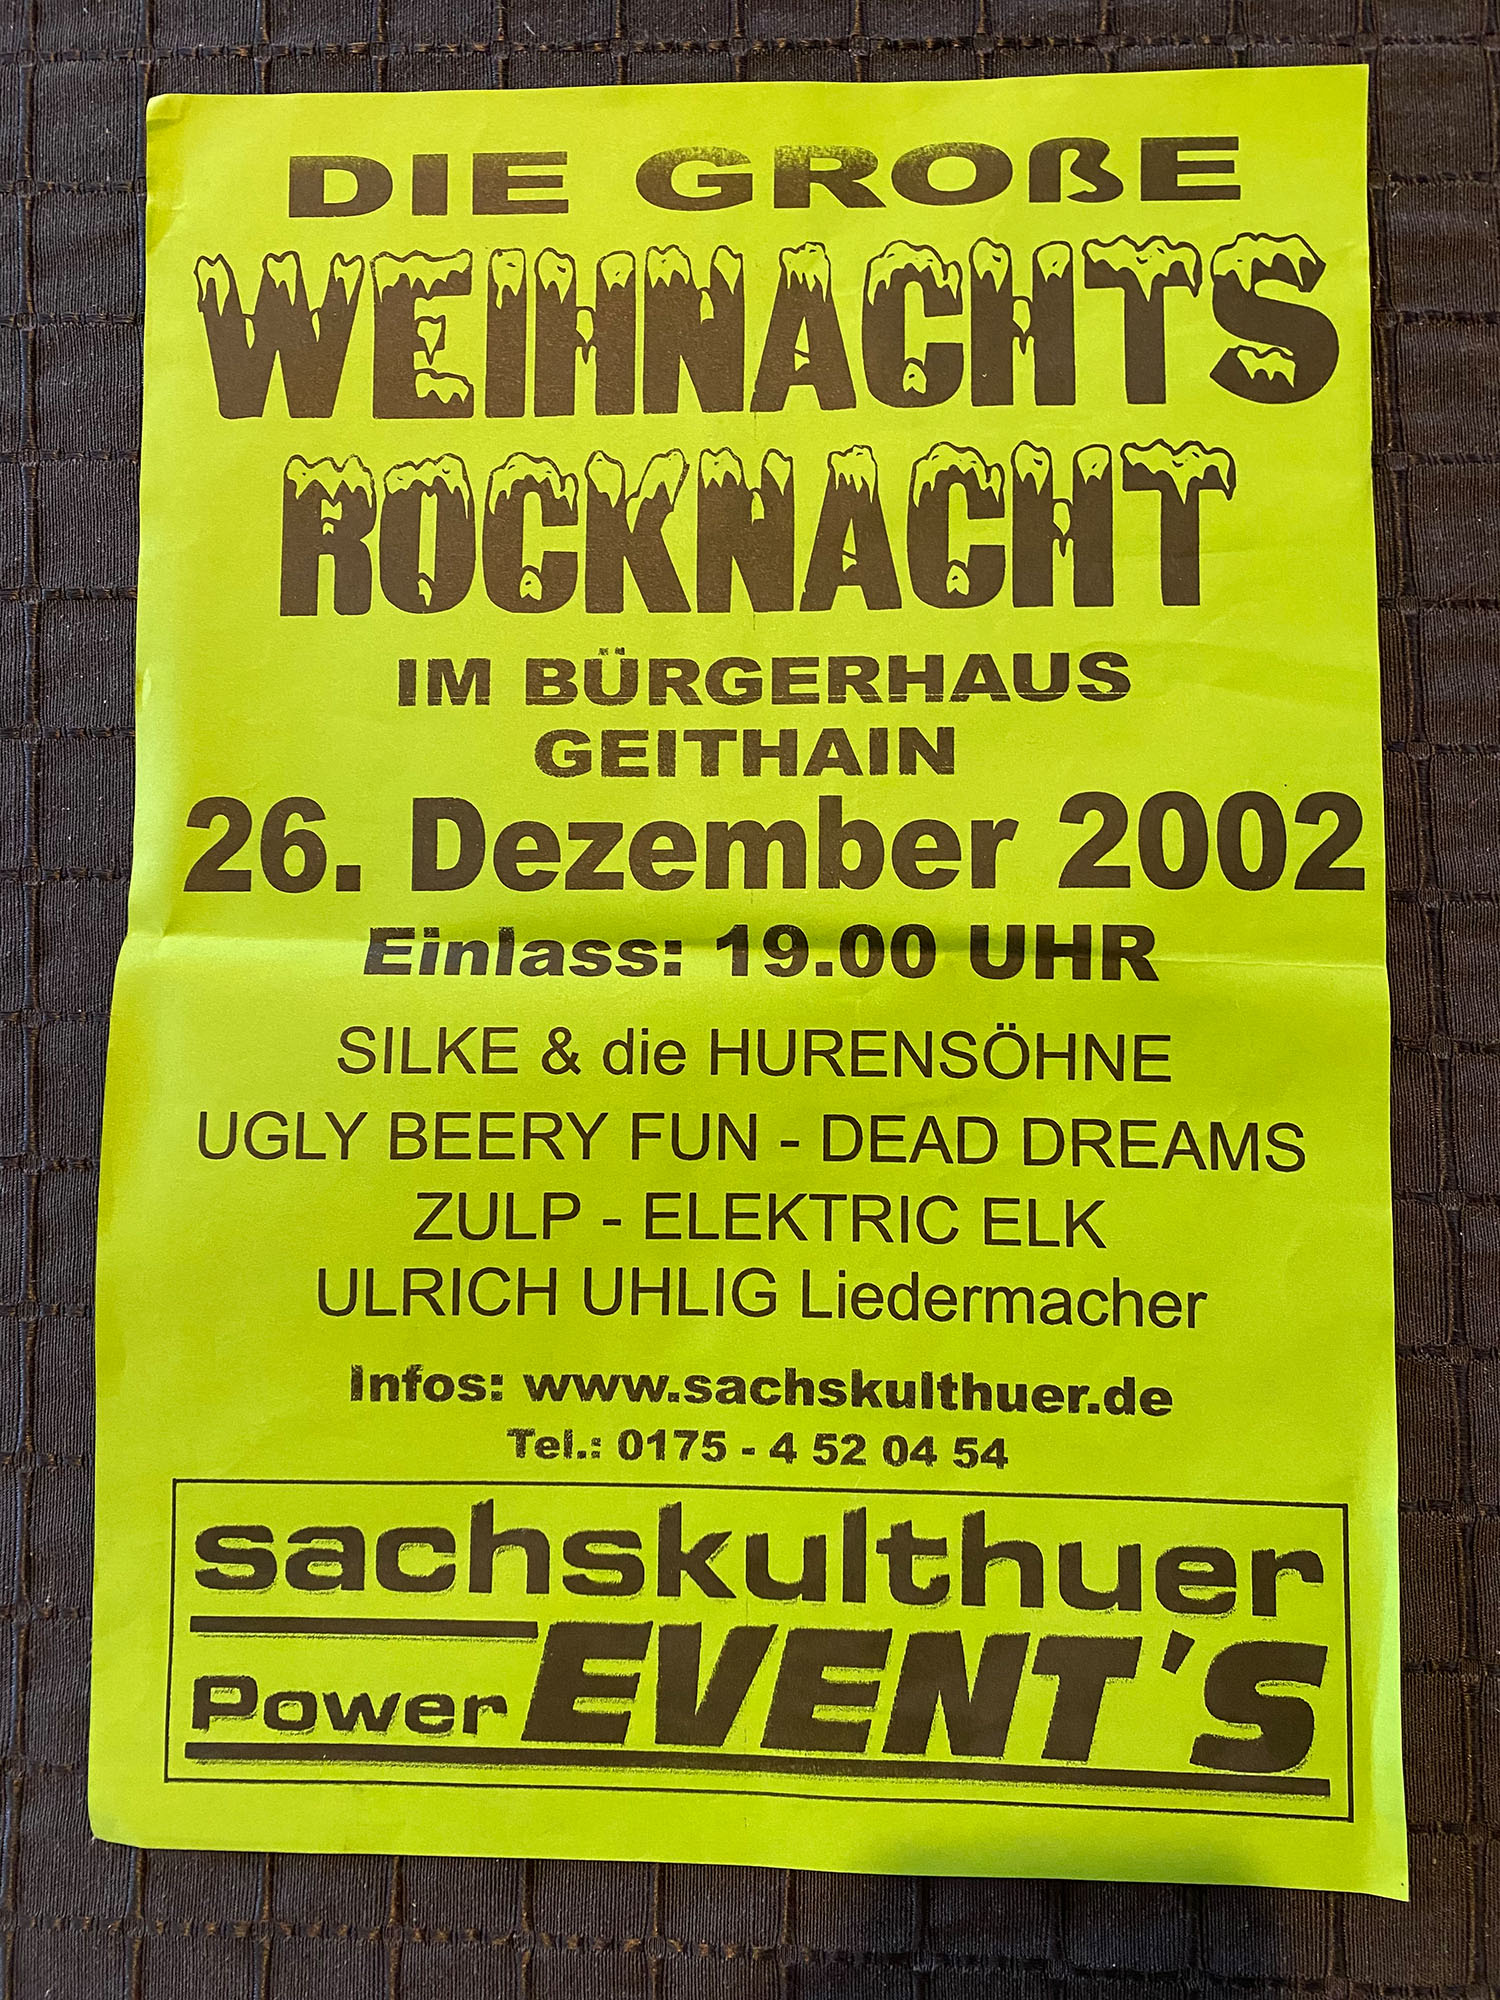 DIE GROßE
WEIHNACHTS
ROCKNACHT
IM BÜRGERHAUS
GEITHAIN
26. Dezember 2002
Einlass: 19.00 UHR
SILKE & die HURENSÖHNE
UGLY BEERY FUN - DEAD DREAMS
ZULP - ELEKTRIC ELK
ULRICH UHLIG Liedermacher
Infos: www.sachskulthuer.de
Tel.: 0175 - 4 52 04 54
sachskulthuer
Power EVENT'S